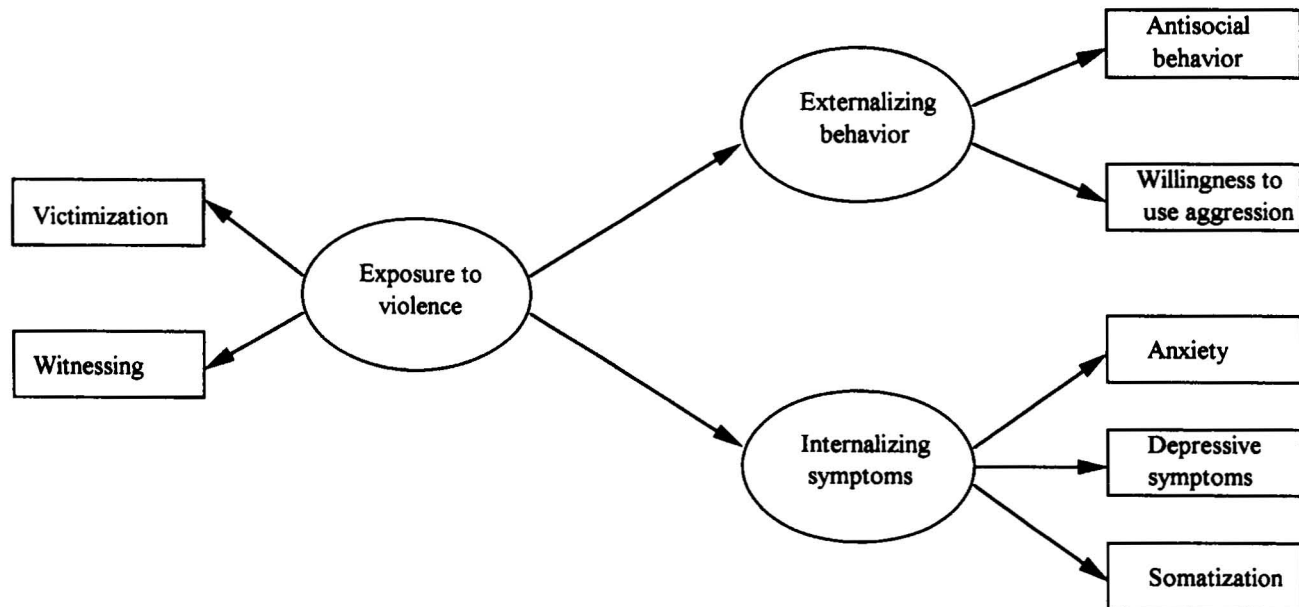 Antisocial
behavior
Externalizing
behavior
Willingness to
use aggression
Victimization
Exposure to
violence
Witnessing
Anxiety
Internalizing
symptoms
Depressive
symptoms
Somatization